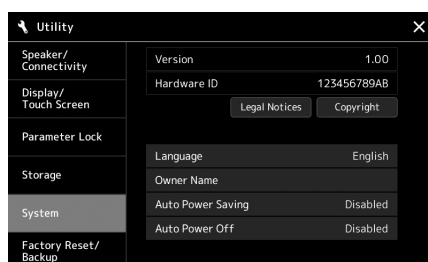 Utility
Speaker/
Connectivity
Display/
Touch Screen
Parameter Lock
Storage
System
Factory Reset/
Backup
Version 1.00
Hardware ID 123456789AB
Legal Notices Copyright
Language English
Owner Name
Auto Power Saving Disabled
Auto Power Off Disabled